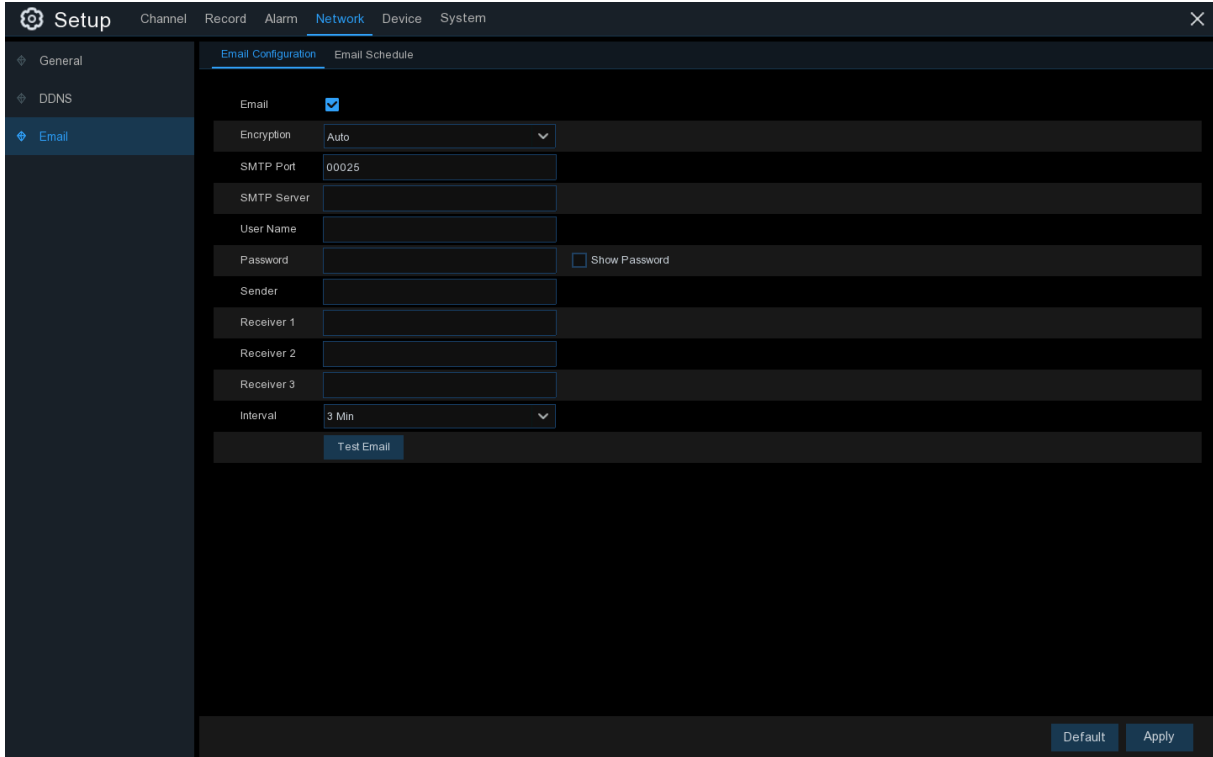 Setup Channel Record Alarm Network Device System
General
DDNS
Email
Email Configuration Email Schedule
Email
Encryption Auto
SMTP Port 00025
SMTP Server
User Name
Password Show Password
Sender
Receiver 1
Receiver 2
Receiver 3
Interval 3 Min
Test Email
Default Apply